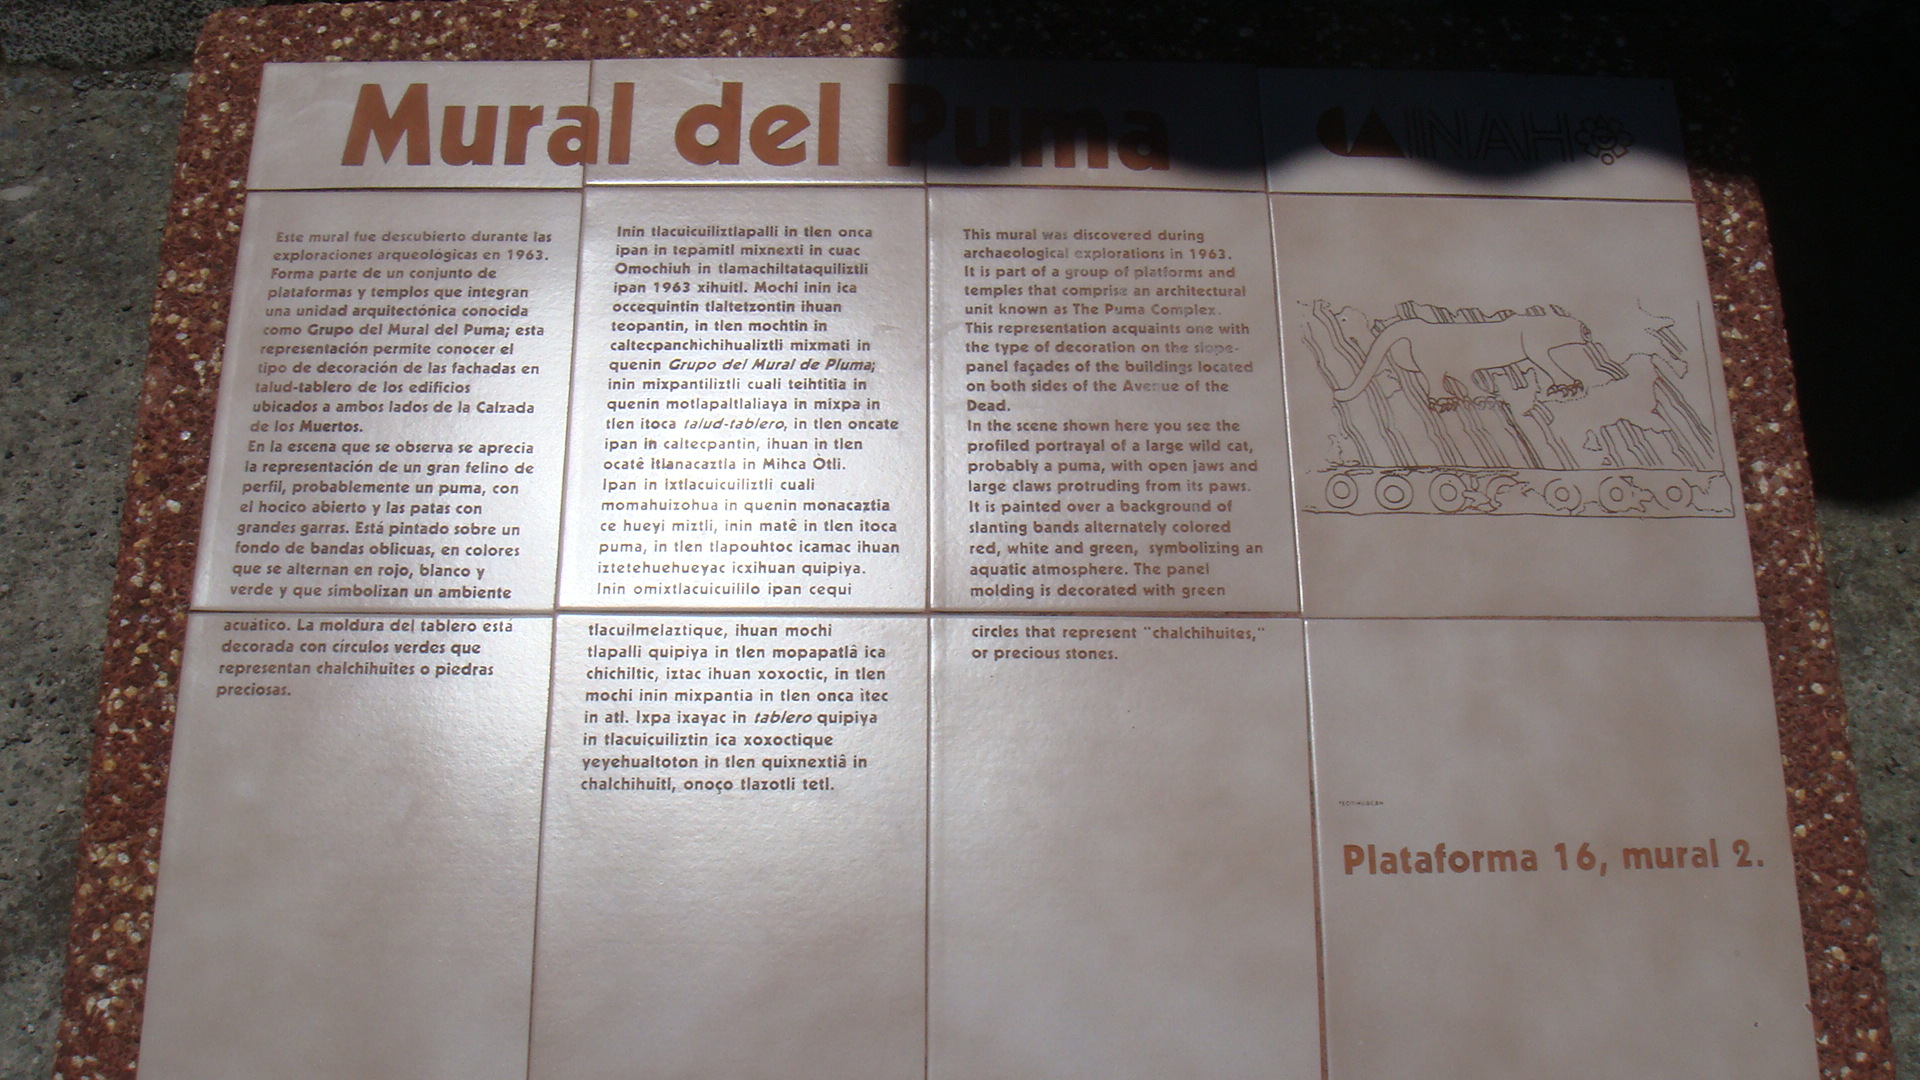 Mural del Puma
INAH
Este mural fue descubierto durante las
exploraciones arqueológicas en 1963.
Forma parte de un conjunto de
plataformas y templos que integran
una unidad arquitectónica conocida
como Grupo del Mural del Puma; esta
representación permite conocer el
tipo de decoración de las fachadas en
talud-tablero de los edificios
ubicados a ambos lados de la Calzada
de los Muertos.
En la escena que se observa se aprecia
la representación de un gran felino de
perfil, probablemente un puma, con
el hocico abierto y las patas con
grandes garras. Está pintado sobre un
fondo de bandas oblicuas, en colores
que se alternan en rojo, blanco y
verde y que simbolizan un ambiente
acuático. La moldura del tablero está
decorada con círculos verdes que
representan chalchihuites o piedras
preciosas.
Inin tlacuicuiliztlapalli in tlen onca
ipan in tepamitl mixnexti in cuac
Omochiuh in tlamachiltataquiliztli
ipan 1963 xihuitl. Mochi inin ica
occequintin tlaltetzontin ihuan
teopantin, in tlen mochtin in
caltecpanchichihualiztli mixmati in
quenin Grupo del Mural de Pluma;
inin mixpantiliztli cuali teihtitia in
quenin motlapaltlaliaya in mixpa in
tlen itoca talud-tablero, in tlen oncate
ipan in caltecpantin, ihuan in tlen
ocatê itlanacaztla in Mihca Òtli.
Ipan in ixtlacuicuiliztli cuali
momahuizohua in quenin monacaztia
ce hueyi miztli, inin matê in tlen itoca
puma, in tlen tlapouhtoc icamac ihuan
iztetehuehueyac icxihuan quipiya.
Inin omixtlacuicuililo ipan cequi
tlacuilmelaztique, ihuan mochi
tlapalli quipiya in tlen mopapatlâ ica
chichiltic, iztac ihuan xoxoctic, in tlen
mochi inin mixpantia in tlen onca ìtec
in atl. Ixpa ixayac in tablero quipiya
in tlacuicuiliztin ica xoxoctique
yeyehualtoton in tlen quixnextiâ in
chalchihuitl, onoço tlazotli tetl.
This mural was discovered during
archaeological explorations in 1963.
It is part of a group of platforms and
temples that comprise an architectural
unit known as The Puma Complex.
This representation acquaints one with
the type of decoration on the slope-
panel façades of the buildings located
on both sides of the Avenue of the
Dead.
In the scene shown here you see the
profiled portrayal of a large wild cat,
probably a puma, with open jaws and
large claws protruding from its paws.
It is painted over a background of
slanting bands alternately colored
red, white and green, symbolizing an
aquatic atmosphere. The panel
molding is decorated with green
circles that represent "chalchihuites,"
or precious stones.
TEOTIHUACAN
Plataforma 16, mural 2.